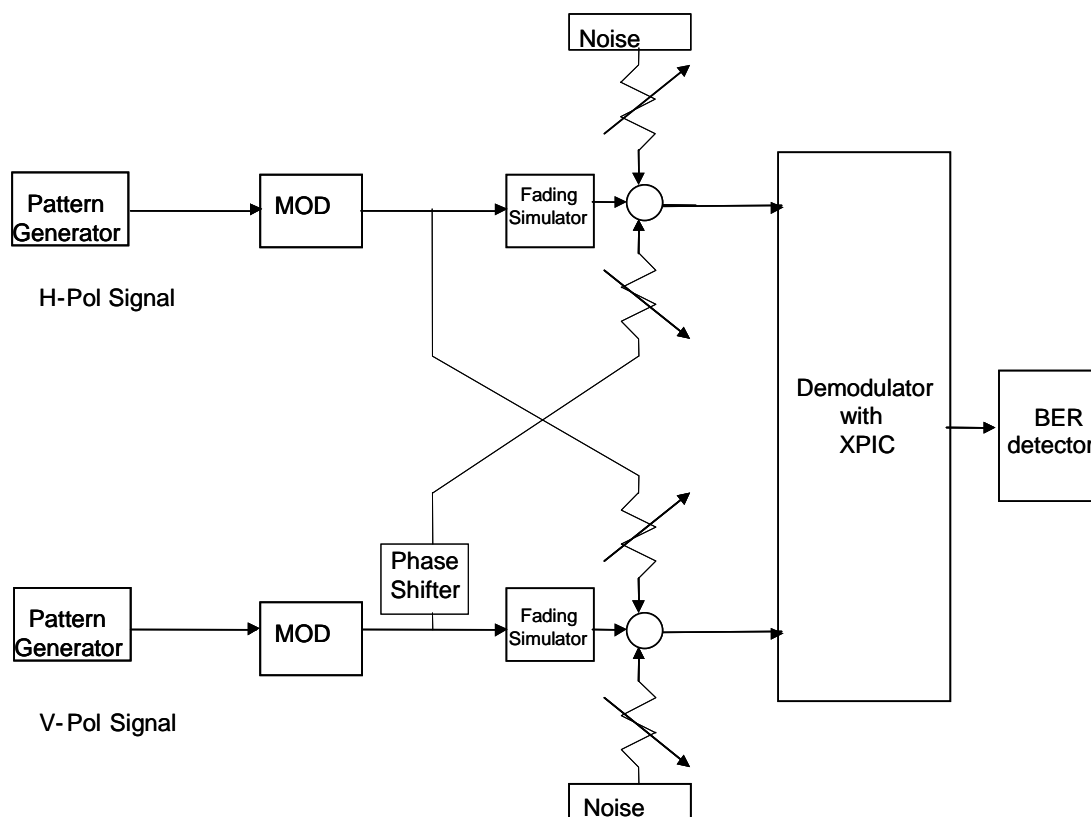 Noise
Pattern
Generator
MOD
Fading
Simulator
H-Pol Signal
Demodulator
with
XPIC
BER
detector
Phase
Shifter
Pattern
Generator
MOD
Fading
Simulator
V-Pol Signal
Noise